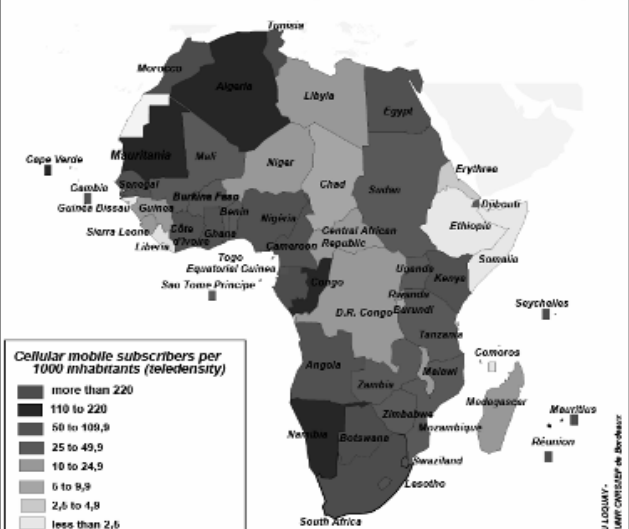 Tunisia
Morocco
Algeria
Libyia
Egypt
Cape Verde
Mauritania
Mali
Niger
Chad
Sudan
Erythree
Djibouti
Gambia
Senegal
Guinea Bissau
Guinea
Burkina Faso
Benin
Nigéria
Sierra Leone
Liberia
Côte
d'Ivoire
Ghana
Central African
Republic
Ethiopie
Cameroon
Togo
Somalia
Equatorial Guinea
Sao Tome Principe
Congo
Uganda
Kenya
Rwanda
Burundi
D.R. Congo
Seychelles
Tanzania
Comoros
Angola
Zambia
Malawi
Madagascar
Mauritius
Zimbabwe
Mozambique
Namibia
Botswana
Réunion
Swaziland
Lesotho
South Africa
Cellular mobile subscribers per
1000 inhabitants (teledensity)
more than 220
110 to 220
50 to 109,9
25 to 49,9
10 to 24,9
5 to 9,9
2,5 to 4,9
less than 2,5